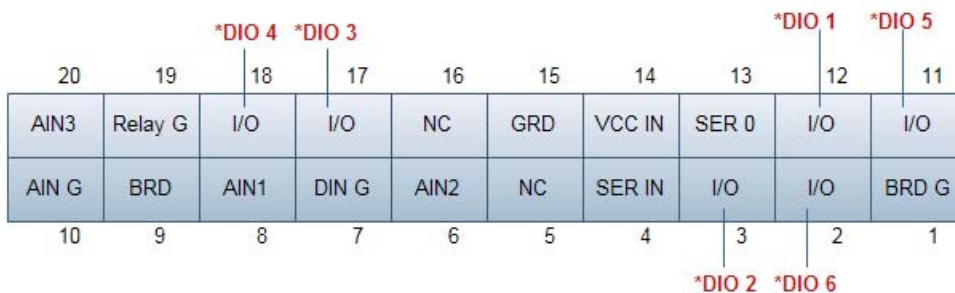 *DIO 4 *DIO 3 *DIO 1 *DIO 5
20 19 18 17 16 15 14 13 12 11
AIN3 Relay G I/O I/O NC GRD VCC IN SER 0 I/O I/O
AIN G BRD AIN1 DIN G AIN2 NC SER IN I/O I/O BRD G
10 9 8 7 6 5 4 3 2 1
*DIO 2 *DIO 6